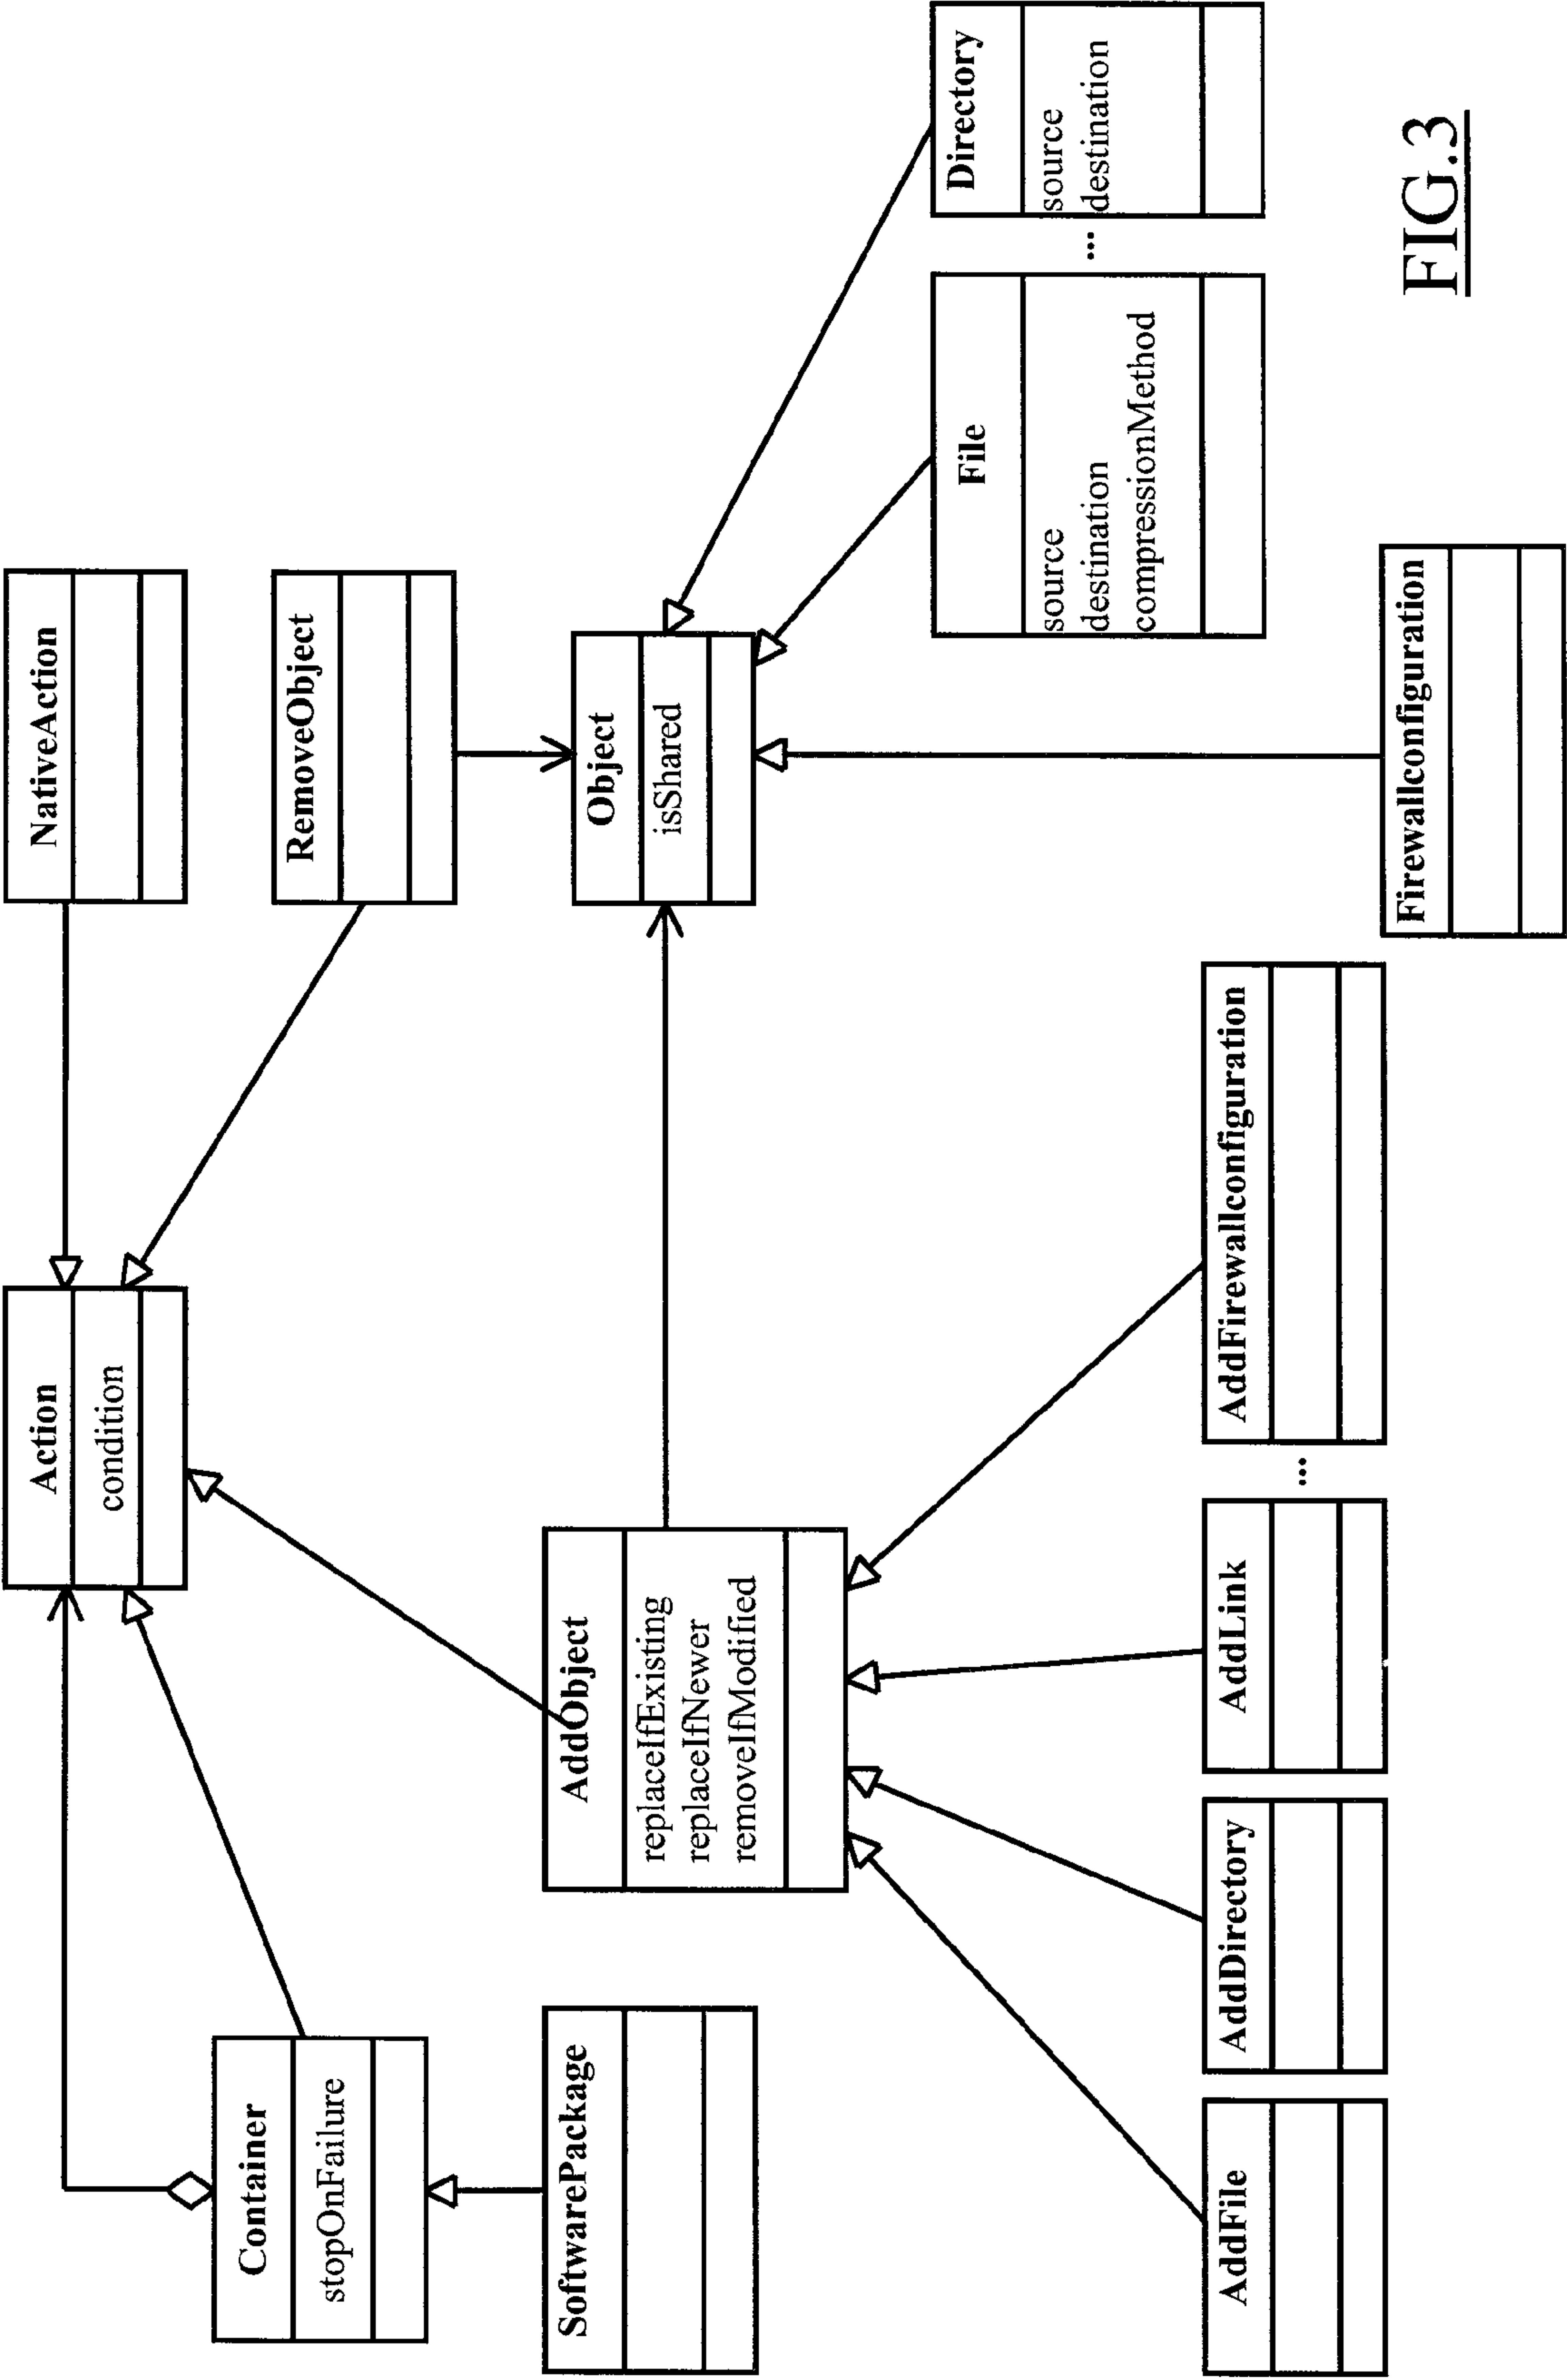 Action
condition
NativeAction
Container
stopOnFailure
RemoveObject
SoftwarePackage
AddObject
replaceIfExisting
replaceIfNewer
removeIfModified
Object
isShared
File
source
destination
compressionMethod
...
Directory
source
destination
AddFile
AddDirectory
AddLink
...
AddFirewallconfiguration
Firewallconfiguration
FIG.3